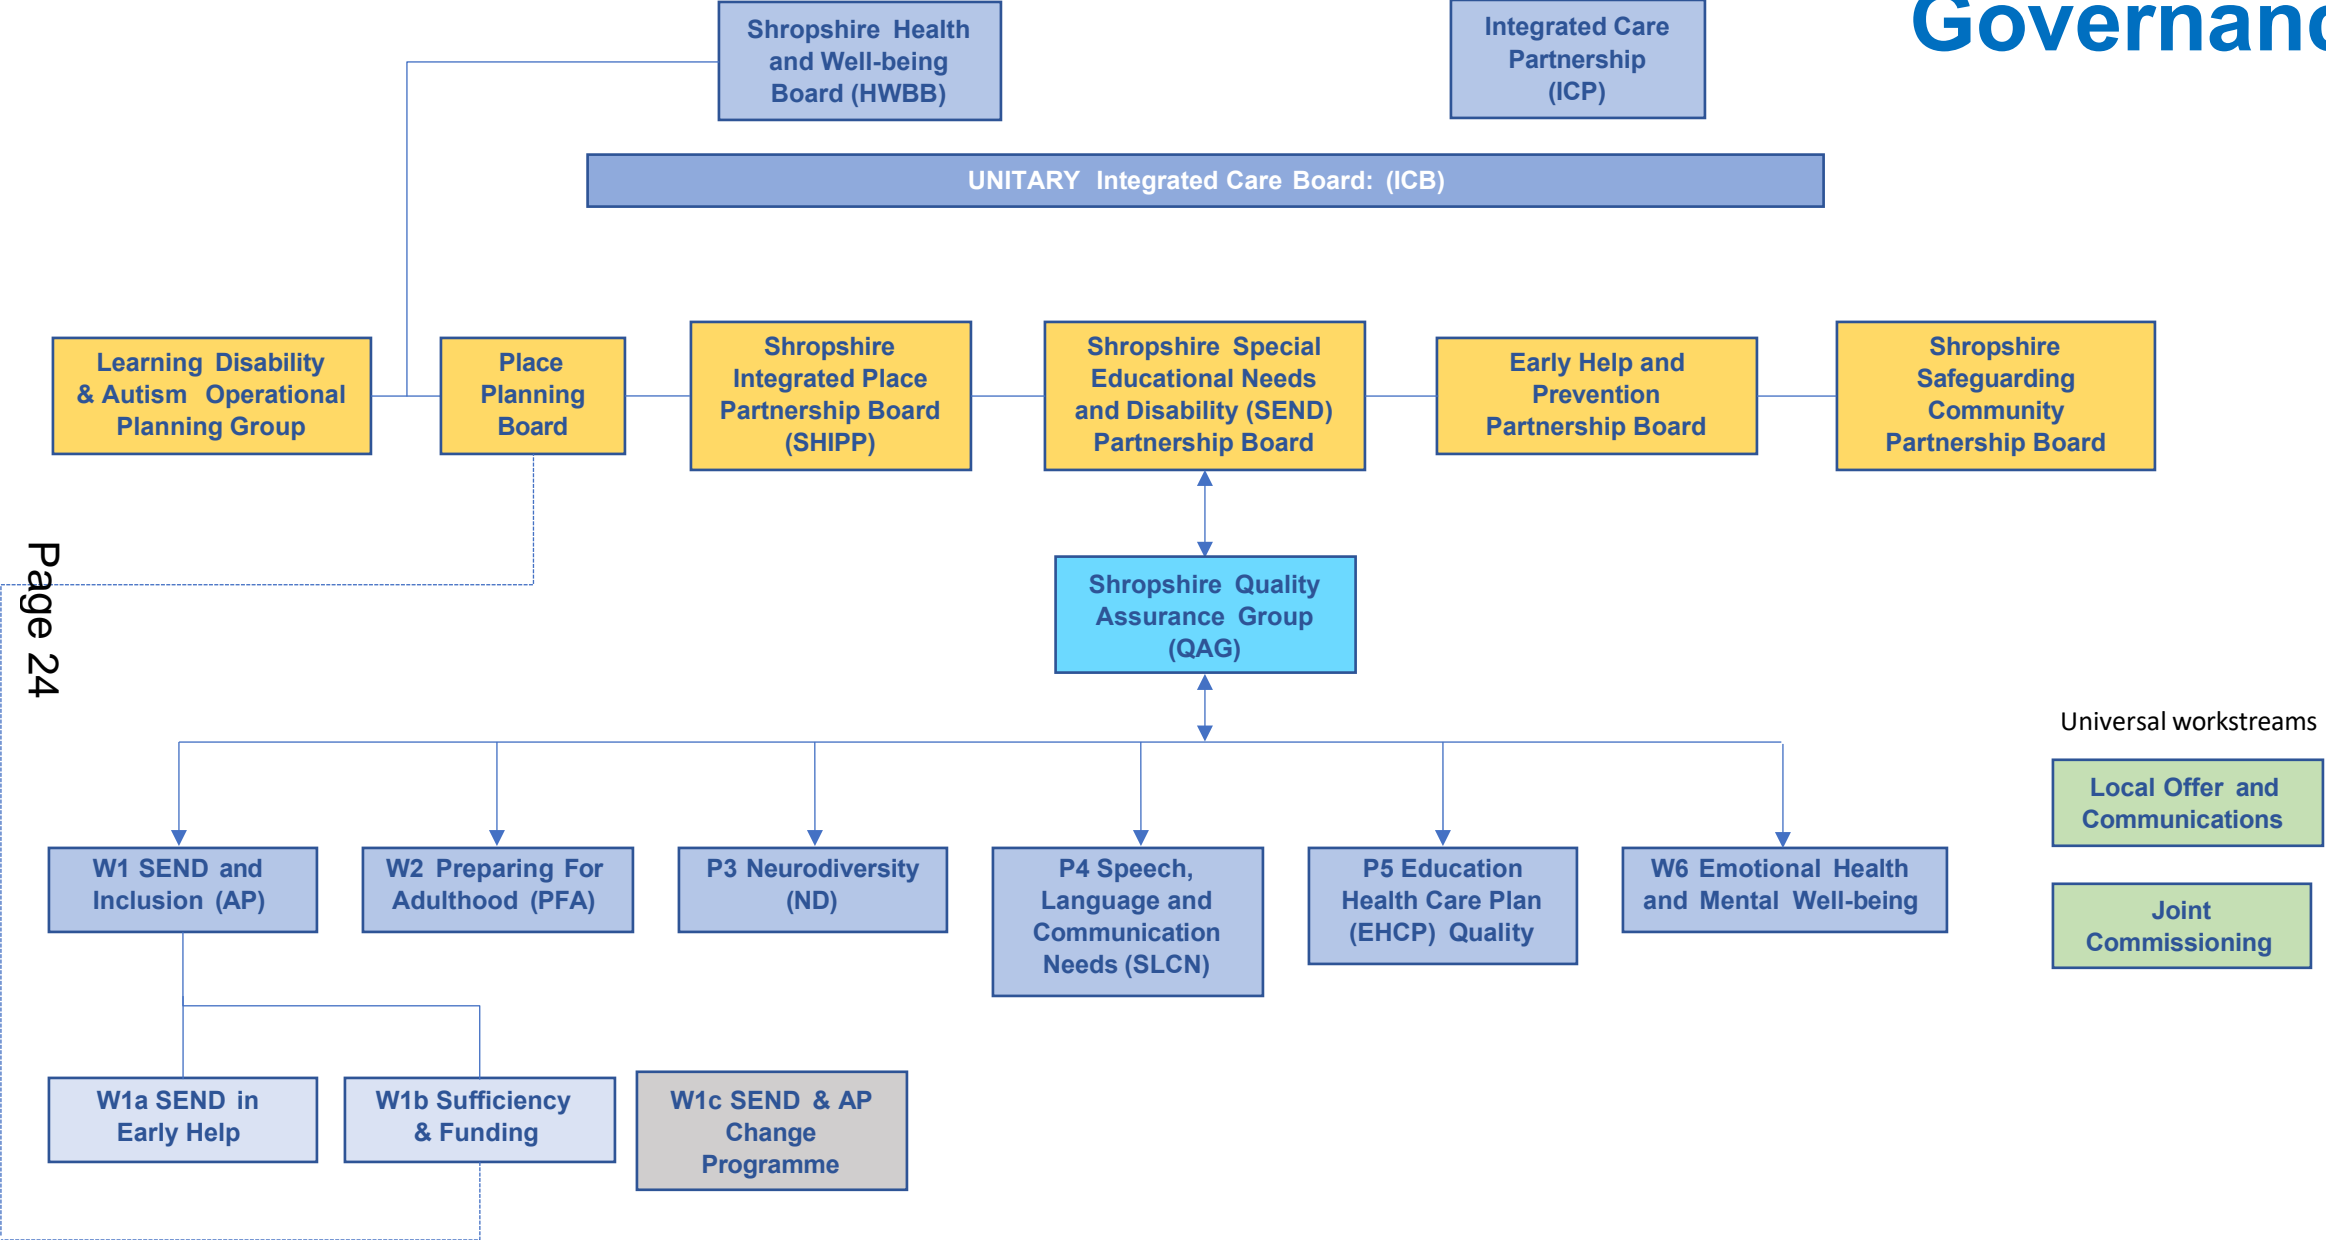 Governanc
Shropshire Health
and Well-being
Board (HWBB)
Integrated Care
Partnership
(ICP)
UNITARY Integrated Care Board: (ICB)
Learning Disability
& Autism Operational
Planning Group
Place
Planning
Board
Shropshire
Integrated Place
Partnership Board
(SHIPP)
Shropshire Special
Educational Needs
and Disability (SEND)
Partnership Board
Early Help and
Prevention
Partnership Board
Shropshire
Safeguarding
Community
Partnership Board
Page 24
Shropshire Quality
Assurance Group
(QAG)
Universal workstreams
Local Offer and
Communications
Joint
Commissioning
W1 SEND and
Inclusion (AP)
W2 Preparing For
Adulthood (PFA)
P3 Neurodiversity
(ND)
P4 Speech,
Language and
Communication
Needs (SLCN)
P5 Education
Health Care Plan
(EHCP) Quality
W6 Emotional Health
and Mental Well-being
W1a SEND in
Early Help
W1b Sufficiency
& Funding
W1c SEND & AP
Change
Programme